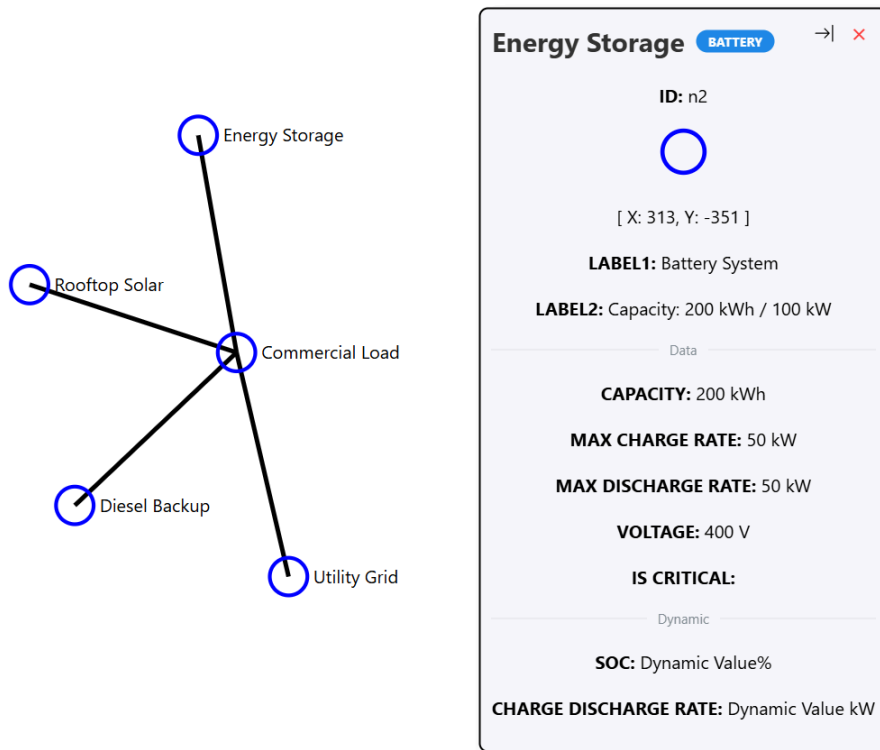 Energy Storage
Rooftop Solar
Commercial Load
Diesel Backup
Utility Grid
Energy Storage BATTERY
ID: n2
[ X: 313, Y: -351 ]
LABEL1: Battery System
LABEL2: Capacity: 200 kWh / 100 kW
Data
CAPACITY: 200 kWh
MAX CHARGE RATE: 50 kW
MAX DISCHARGE RATE: 50 kW
VOLTAGE: 400 V
IS CRITICAL:
Dynamic
SOC: Dynamic Value%
CHARGE DISCHARGE RATE: Dynamic Value kW